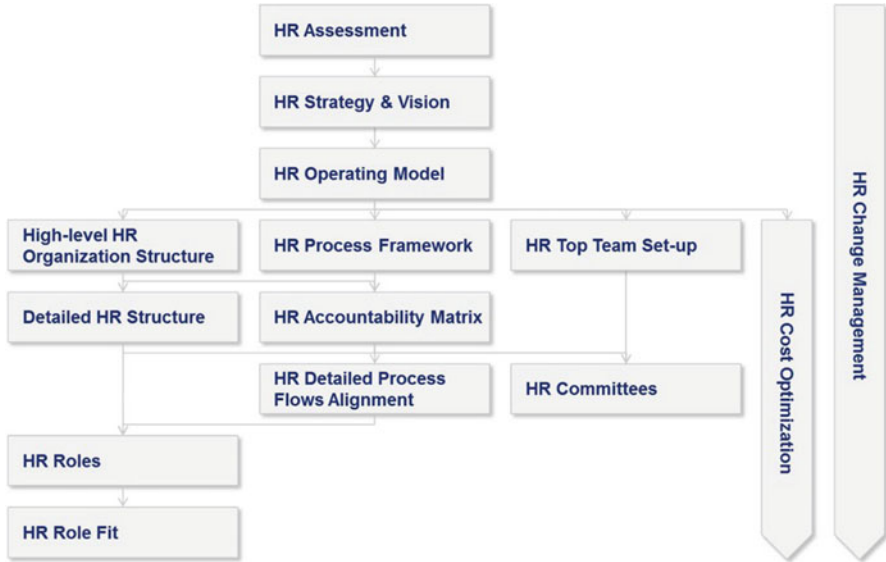 HR Assessment
HR Strategy & Vision
HR Operating Model
High-level HR
Organization Structure
HR Process Framework
HR Top Team Set-up
Detailed HR Structure
HR Accountability Matrix
HR Detailed Process
Flows Alignment
HR Committees
HR Roles
HR Role Fit
HR Cost Optimization
HR Change Management